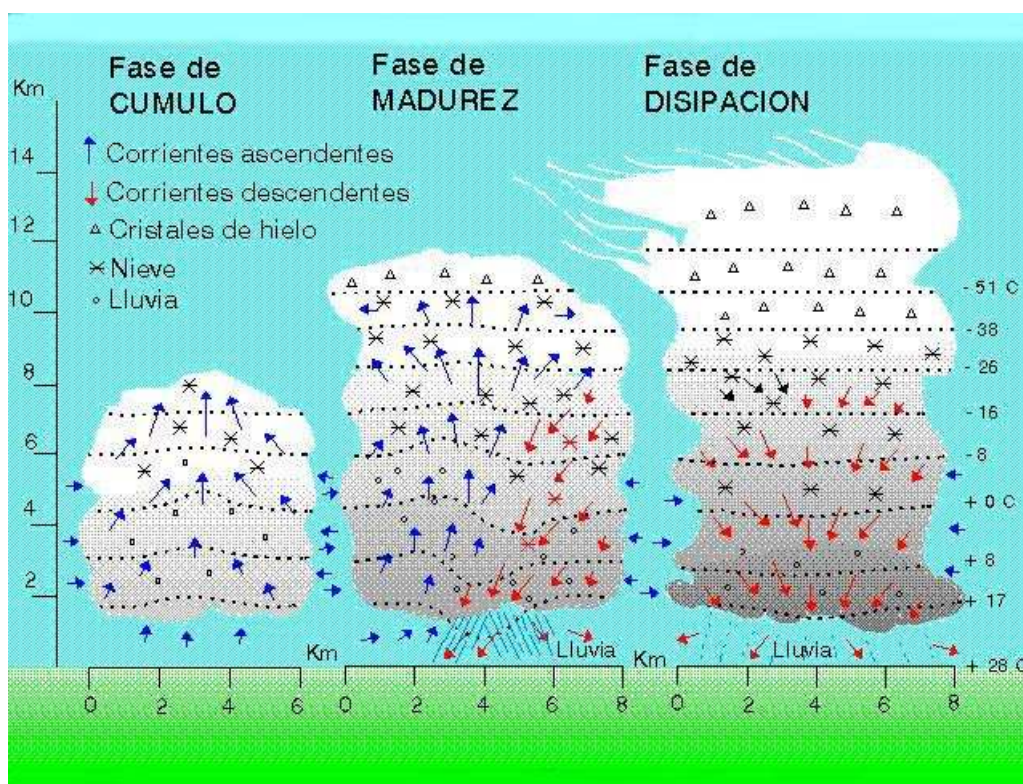 Fase de
CUMULO
Fase de
MADUREZ
Fase de
DISIPACION
Km
Corrientes ascendentes
Corrientes descendentes
Cristales de hielo
Nieve
Lluvia
14
12
10
8
6
4
2
- 51 C
- 38
- 26
- 16
- 8
+ 0 C
+ 8
+ 17
+ 28 C
Km
Lluvia
Km
Lluvia
0 2 4 6
0 2 4 6 8
0 2 4 6 8